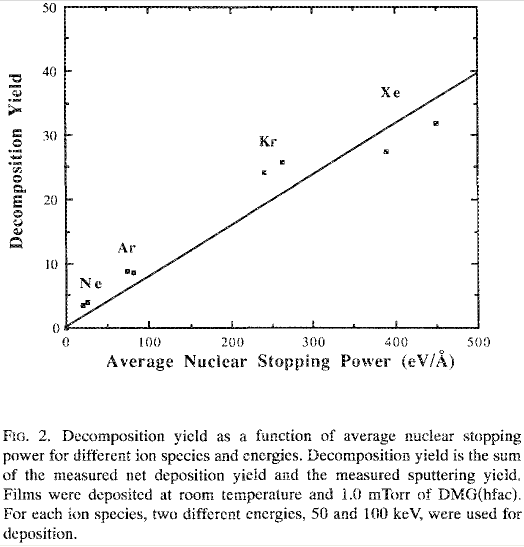 50
40
30
20
10
0
Decomposition Yield
Xe
Kr
Ar
Ne
0 100 200 300 400 500
Average Nuclear Stopping Power (eV/Å)
FIG. 2. Decomposition yield as a function of average nuclear stopping
power for different ion species and energies. Decomposition yield is the sum
of the measured net deposition yield and the measured sputtering yield.
Films were deposited at room temperature and 1.0 mTorr of DMG(hfac).
For each ion species, two different energies, 50 and 100 keV, were used for
deposition.